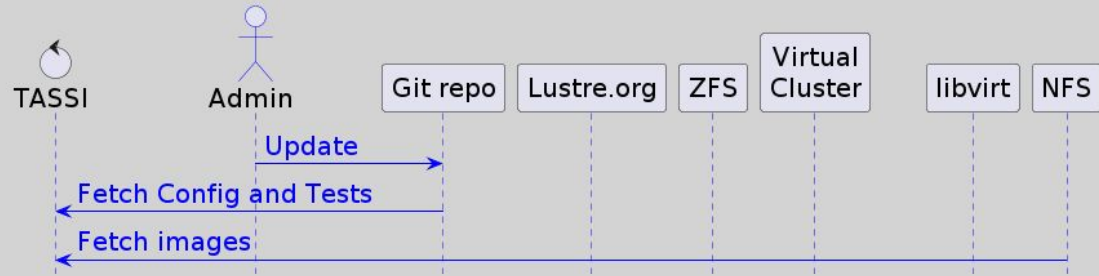 Virtual
TASSI Admin Git repo Lustre.org ZFS Cluster libvirt NFS
Update
Fetch Config and Tests
Fetch images